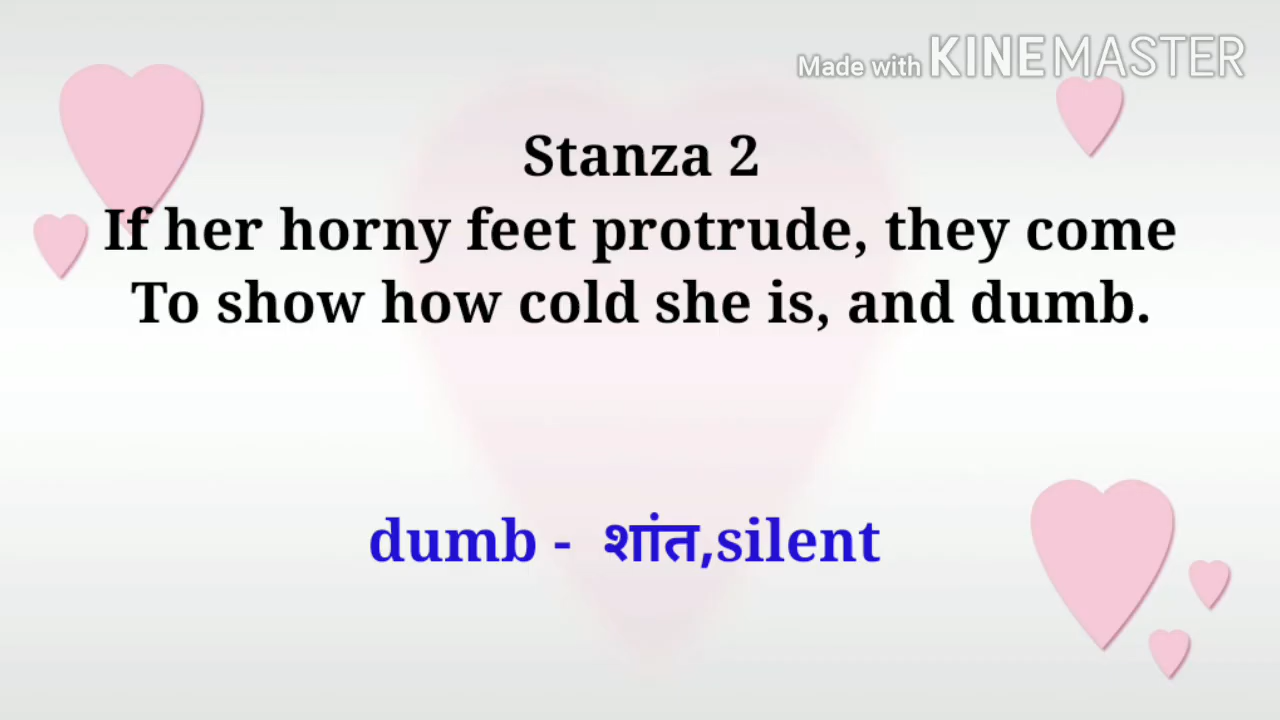 Made with KINEMASTER
Stanza 2
If her horny feet protrude, they come
To show how cold she is, and dumb.
dumb - शांत,silent